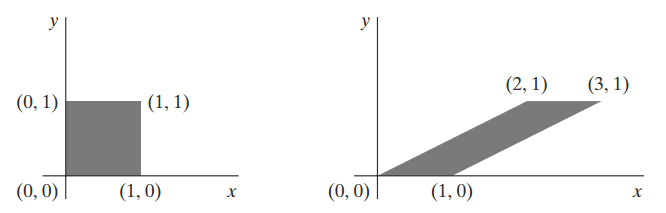 y
(0, 1)
(1, 1)
(0, 0)
(1, 0)
x
y
(2, 1)
(3, 1)
(0, 0)
(1, 0)
x